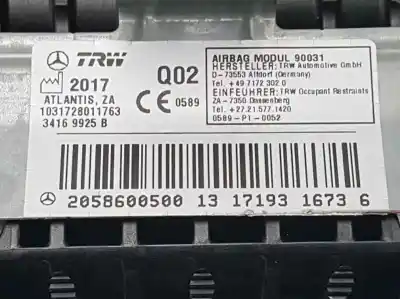 TRW
2017
ATLANTIS, ZA
1031728011763
3416 9925 B
Q02
CE 0589
AIRBAG MODUL 90031
HERSTELLER: TRW Automotive GmbH
D-73553 Alfdorf (Germany)
Tel. +49 7172 302 0
EINFEUHRER: TRW Occupant Restraints
ZA-7350 Dassenberg
Tel. +27.21.577.1420
0589-P1-0052
2058600500 13 17193 1673 6